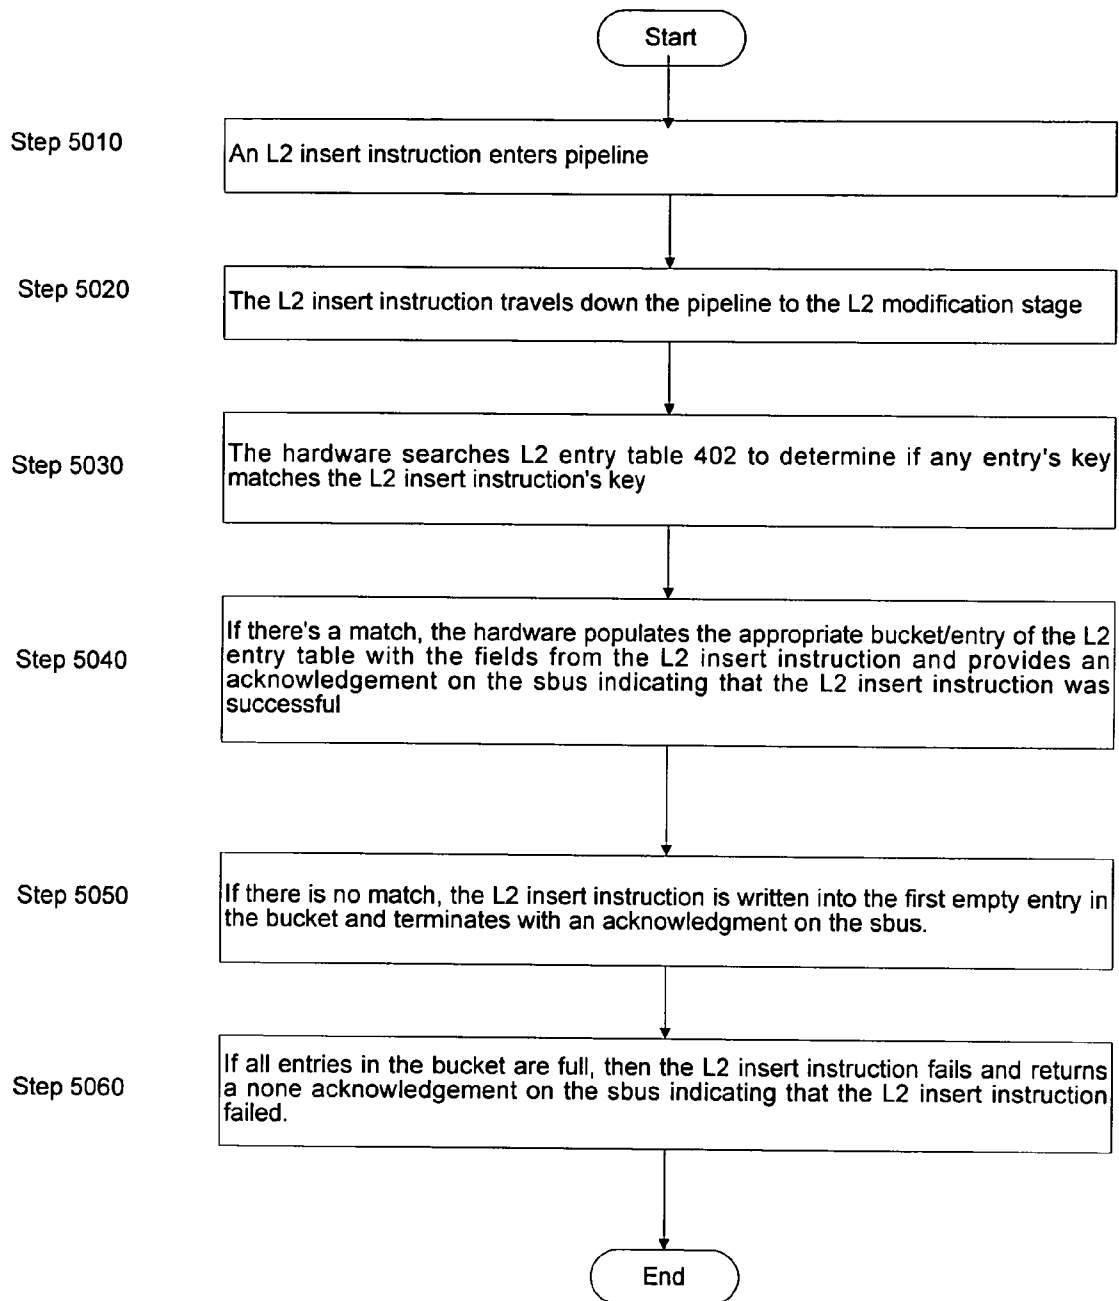 Start
Step 5010
An L2 insert instruction enters pipeline
Step 5020
The L2 insert instruction travels down the pipeline to the L2 modification stage
Step 5030
The hardware searches L2 entry table 402 to determine if any entry's key
matches the L2 insert instruction's key
Step 5040
If there's a match, the hardware populates the appropriate bucket/entry of the L2
entry table with the fields from the L2 insert instruction and provides an
acknowledgement on the sbus indicating that the L2 insert instruction was
successful
Step 5050
If there is no match, the L2 insert instruction is written into the first empty entry in
the bucket and terminates with an acknowledgment on the sbus.
Step 5060
If all entries in the bucket are full, then the L2 insert instruction fails and returns
a none acknowledgement on the sbus indicating that the L2 insert instruction
failed.
End